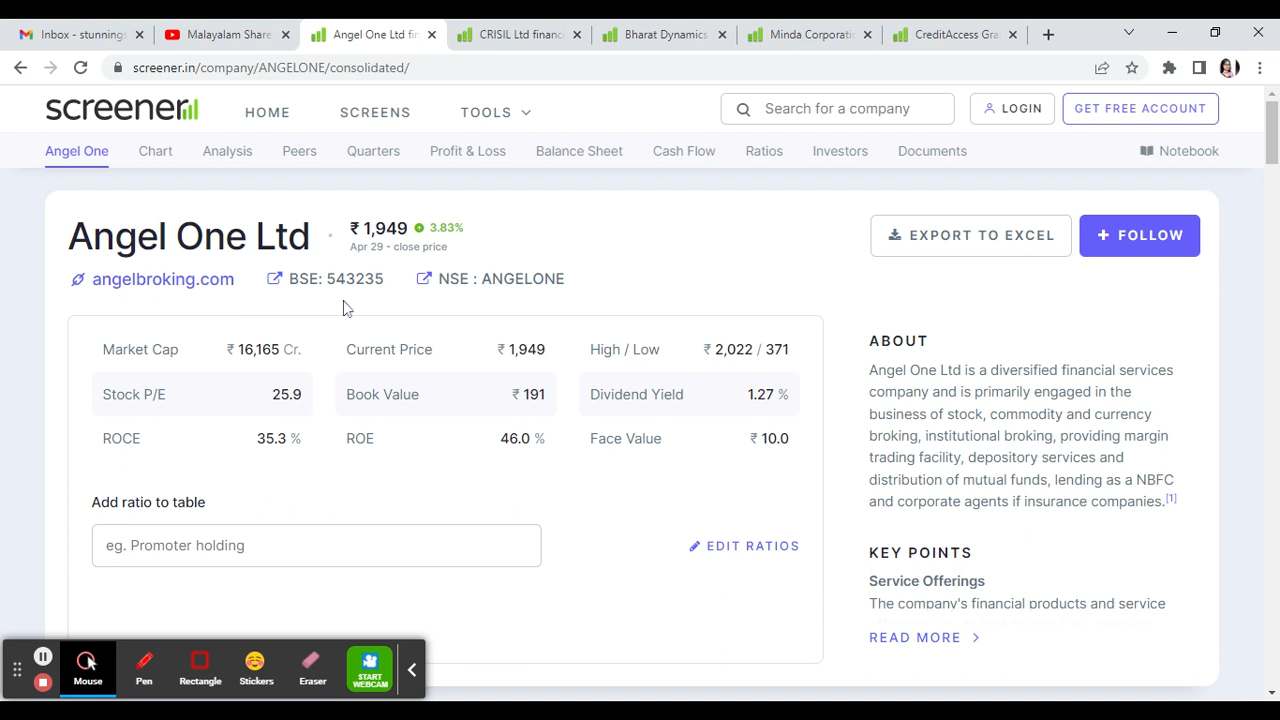 Inbox - stunnings
Malayalam Share
Angel One Ltd fin
CRISIL Ltd financ
Bharat Dynamics
Minda Corporatio
CreditAccess Gra
screener.in/company/ANGELONE/consolidated/
screener
HOME
SCREENS
TOOLS
Search for a company
LOGIN
GET FREE ACCOUNT
Angel One
Chart
Analysis
Peers
Quarters
Profit & Loss
Balance Sheet
Cash Flow
Ratios
Investors
Documents
Notebook
Angel One Ltd
₹ 1,949 3.83%
Apr 29 - close price
EXPORT TO EXCEL
+ FOLLOW
angelbroking.com
BSE: 543235
NSE : ANGELONE
Market Cap ₹ 16,165 Cr.
Current Price ₹ 1,949
High / Low ₹ 2,022 / 371
Stock P/E 25.9
Book Value ₹ 191
Dividend Yield 1.27 %
ROCE 35.3 %
ROE 46.0 %
Face Value ₹ 10.0
Add ratio to table
eg. Promoter holding
EDIT RATIOS
ABOUT
Angel One Ltd is a diversified financial services
company and is primarily engaged in the
business of stock, commodity and currency
broking, institutional broking, providing margin
trading facility, depository services and
distribution of mutual funds, lending as a NBFC
and corporate agents if insurance companies.[1]
KEY POINTS
Service Offerings
The company's financial products and service
READ MORE
Mouse
Pen
Rectangle
Stickers
Eraser
START
WEBCAM